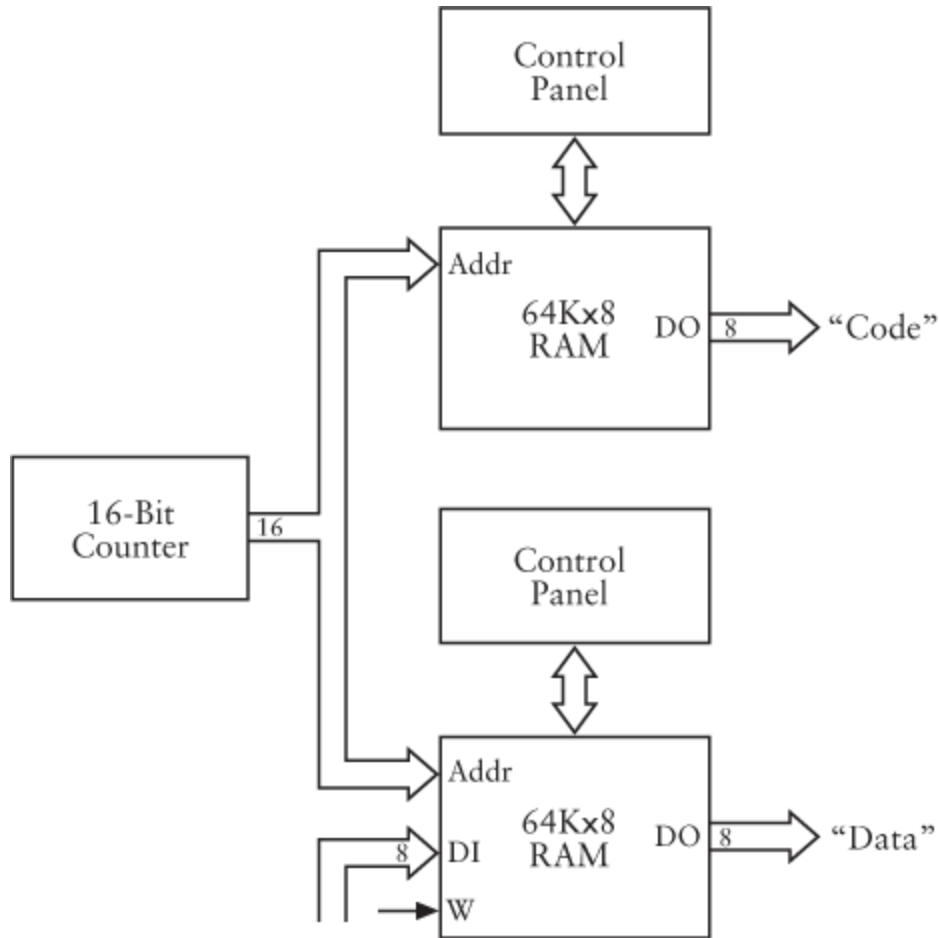 Control
Panel
Addr
64Kx8
RAM
DO
8
“Code”
16-Bit
Counter
16
Control
Panel
Addr
64Kx8
RAM
DO
8
“Data”
8
DI
W